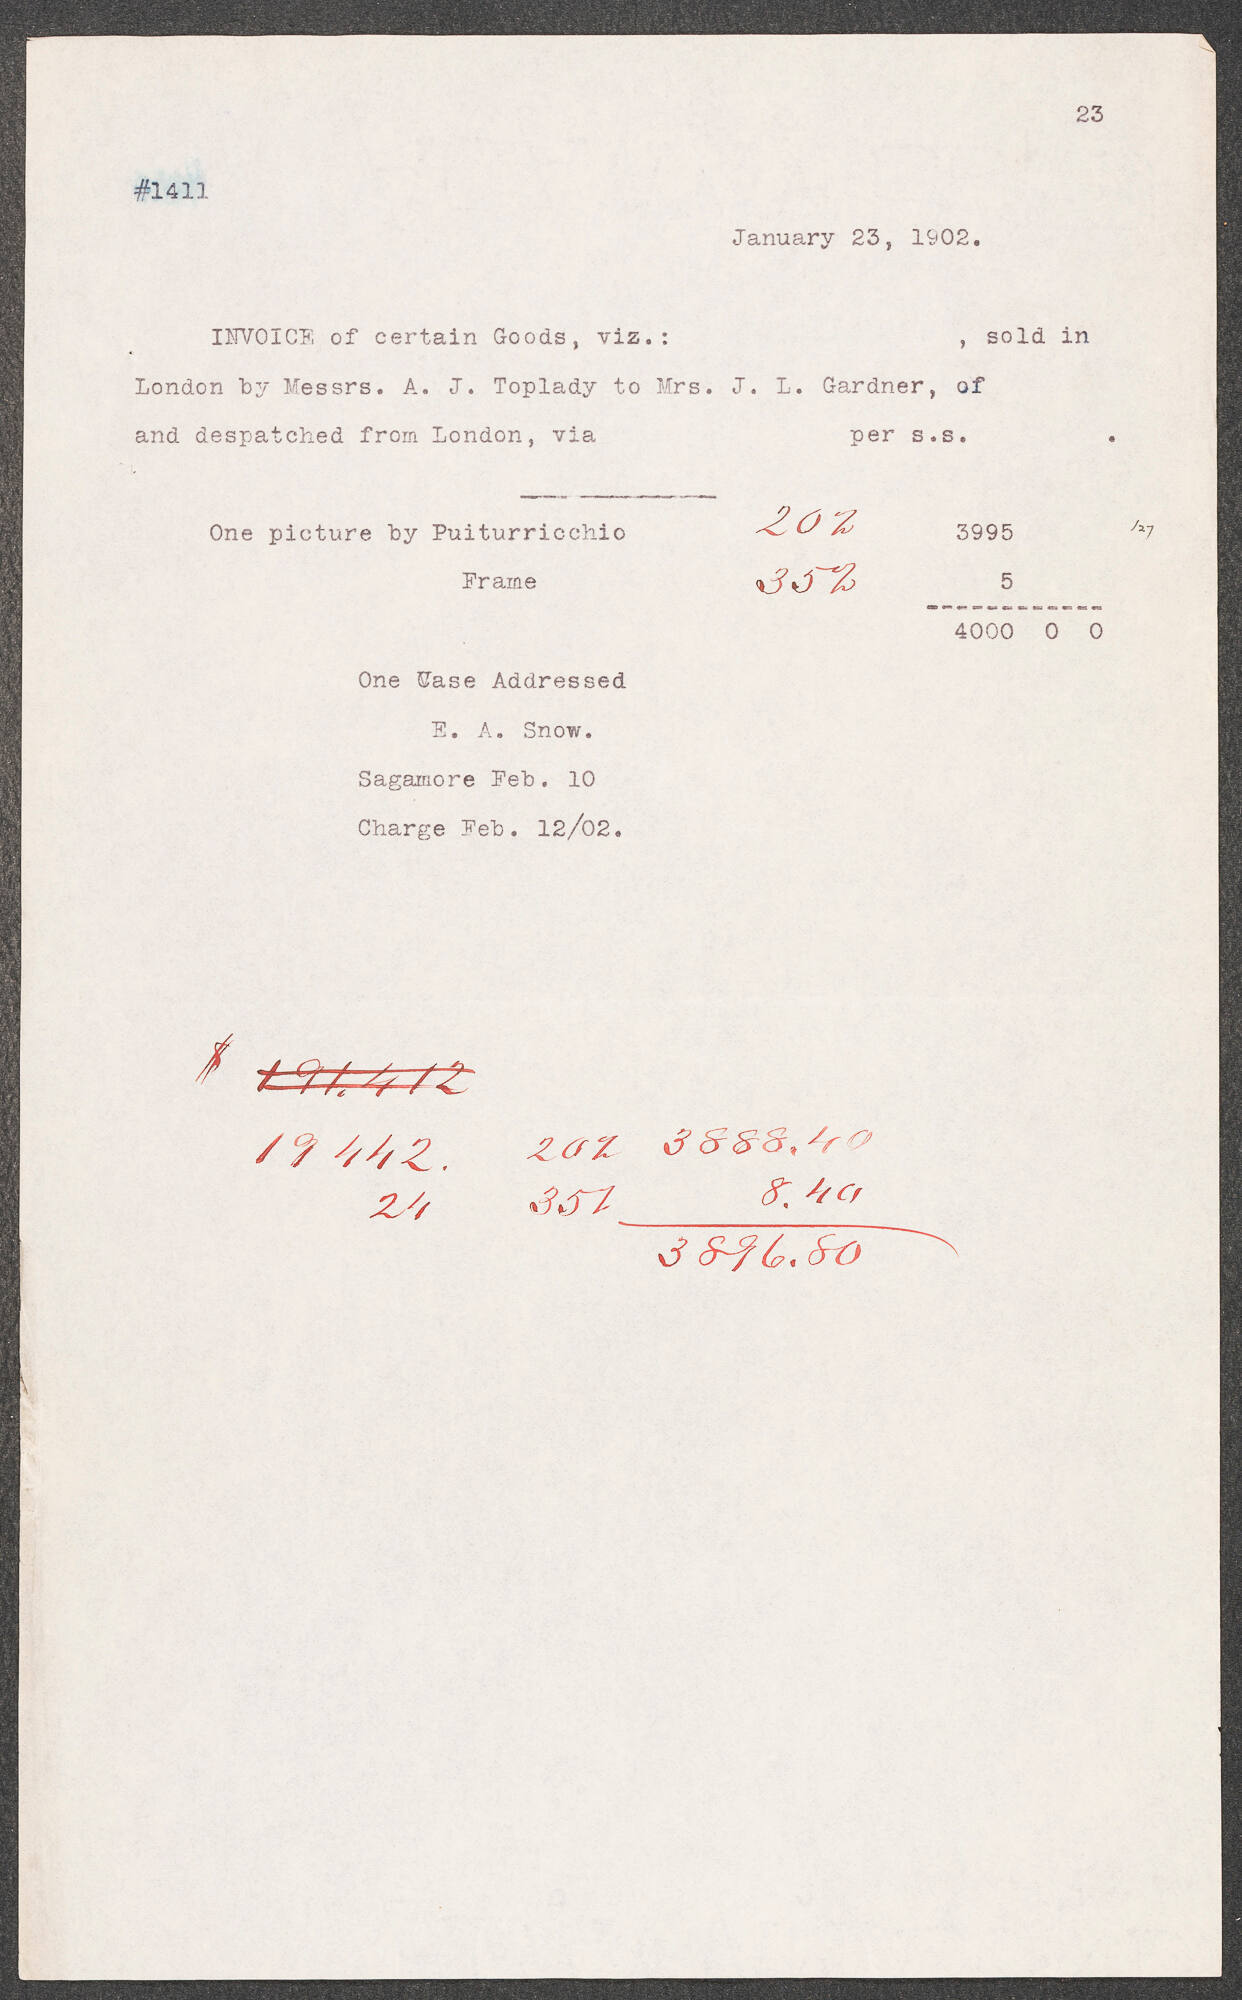 23
#1411
January 23, 1902.
INVOICE of certain Goods, viz.: , sold in
London by Messrs. A. J. Toplady to Mrs. J. L. Gardner, of
and despatched from London, via per s.s. .
One picture by Puiturricchio 20% 3995 /27
Frame 35% 5
4000 0 0
One Case Addressed
E. A. Snow.
Sagamore Feb. 10
Charge Feb. 12/02.
$ 191.412
19442. 20% 3888.40
24 35% 8.40
3896.80